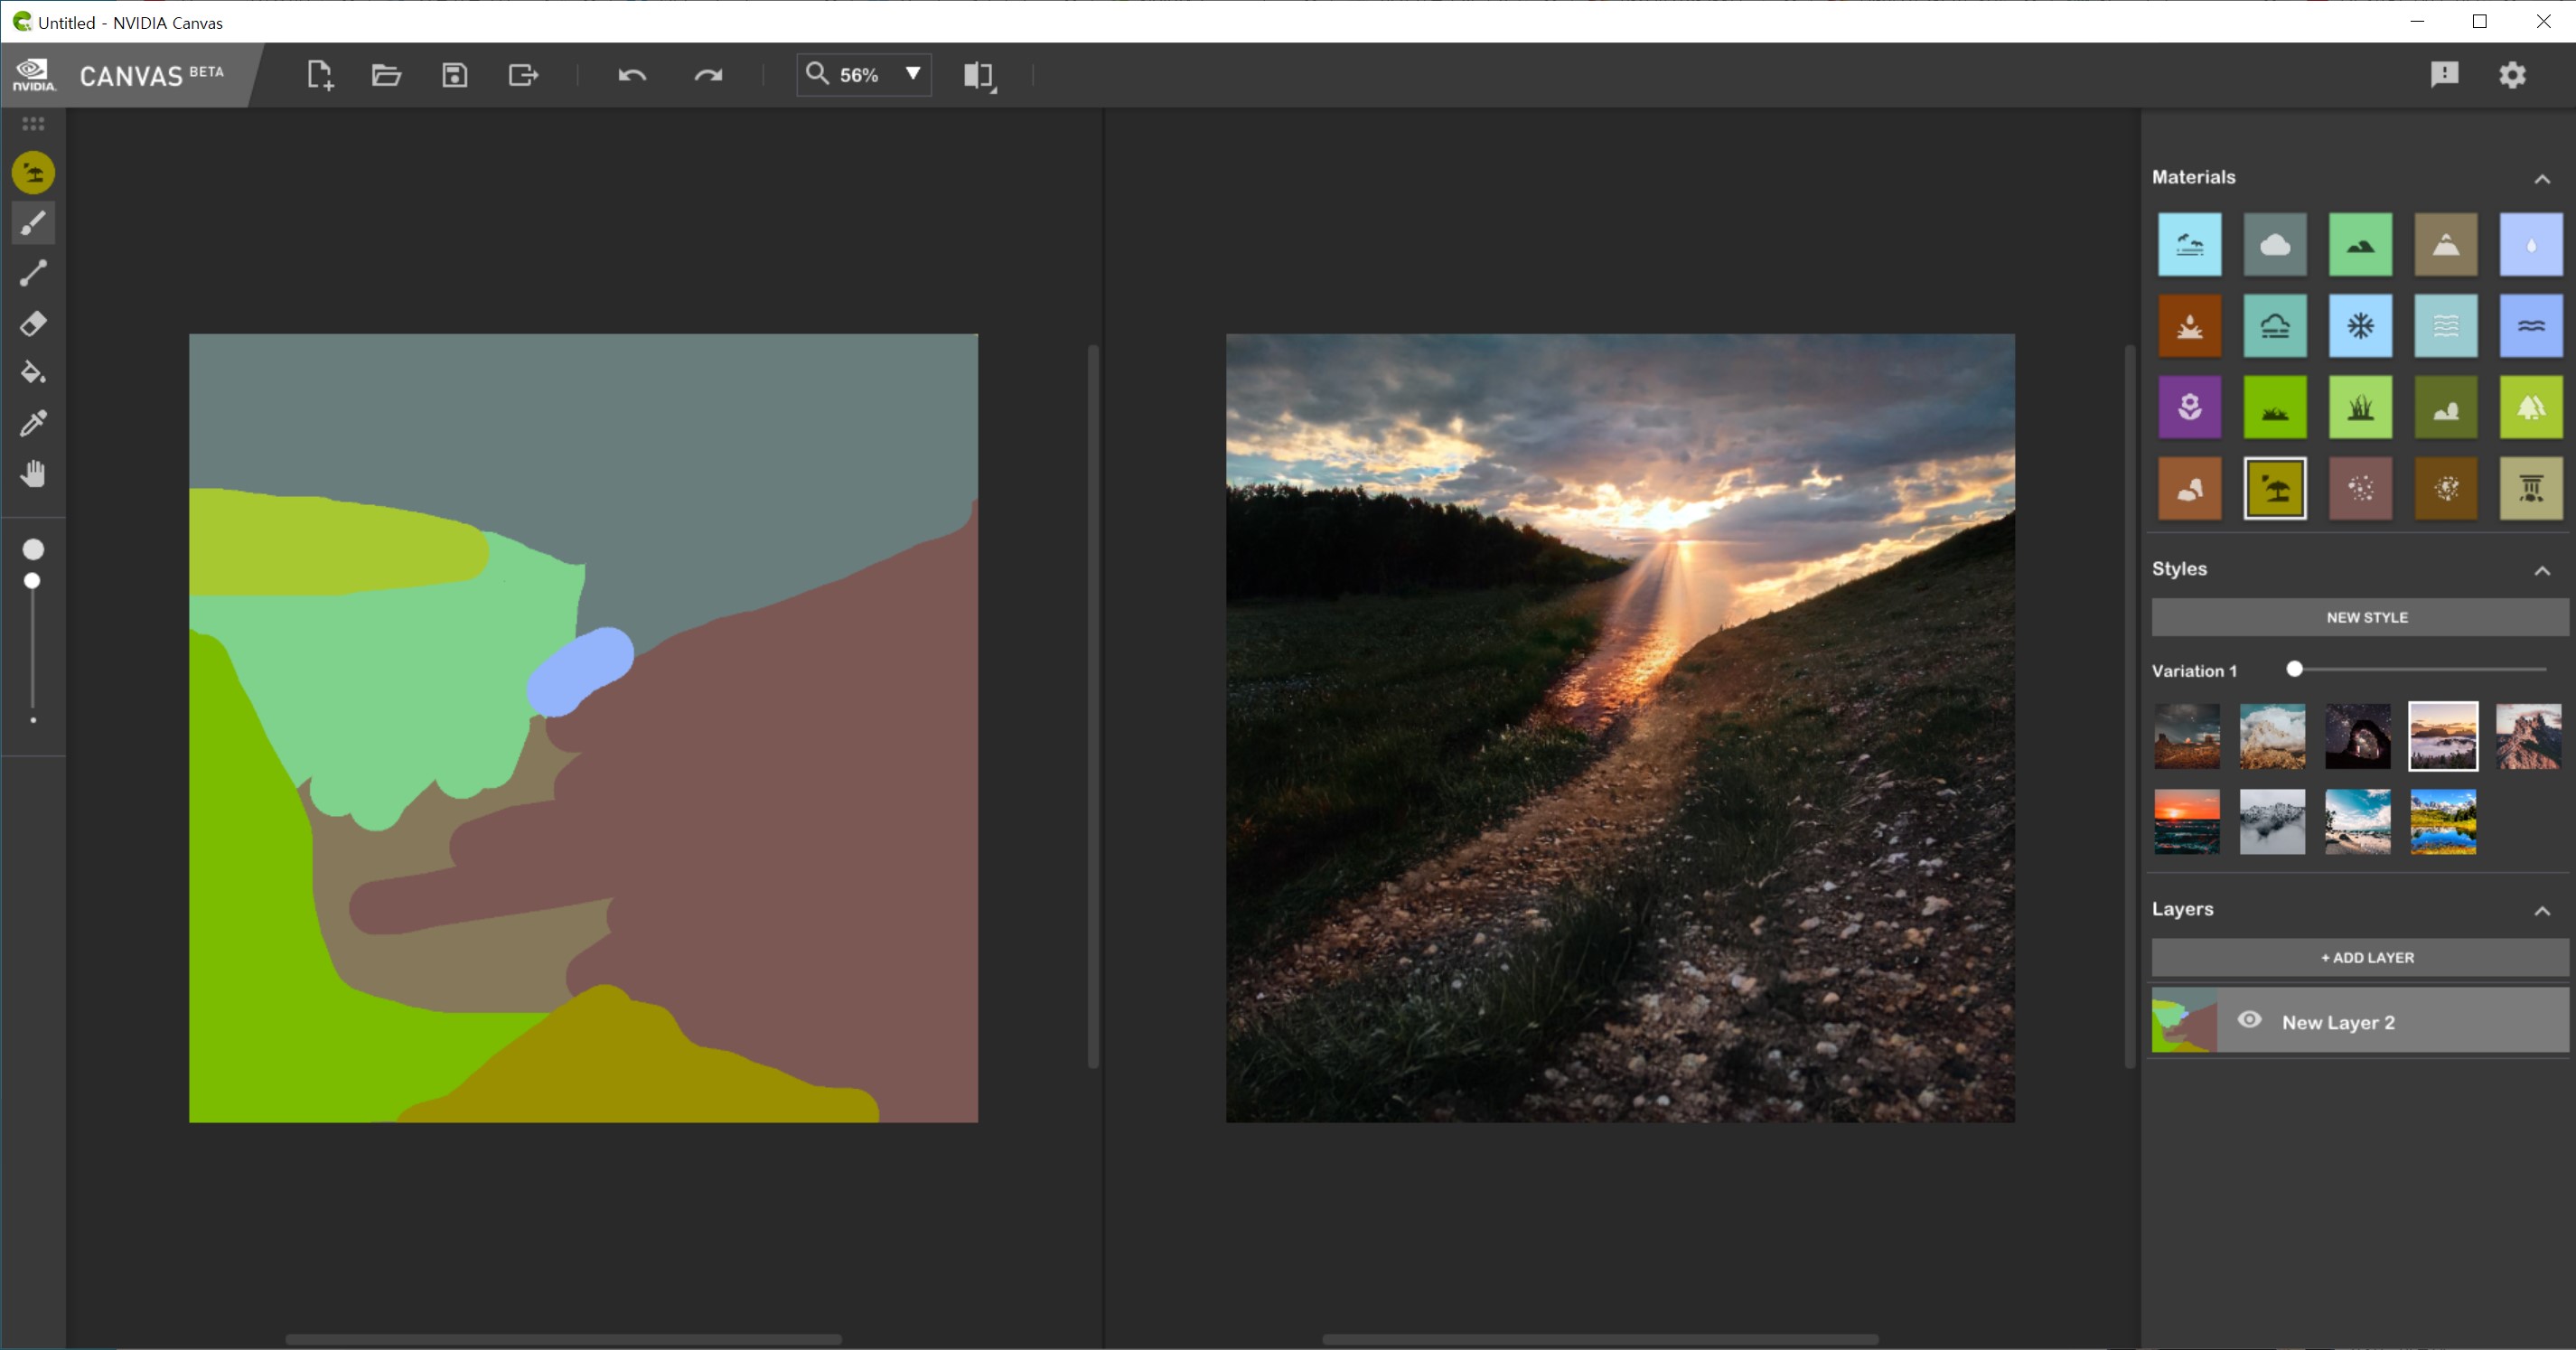 Untitled - NVIDIA Canvas
NVIDIA.
CANVAS BETA
56%
Materials
Styles
NEW STYLE
Variation 1
Layers
+ ADD LAYER
New Layer 2